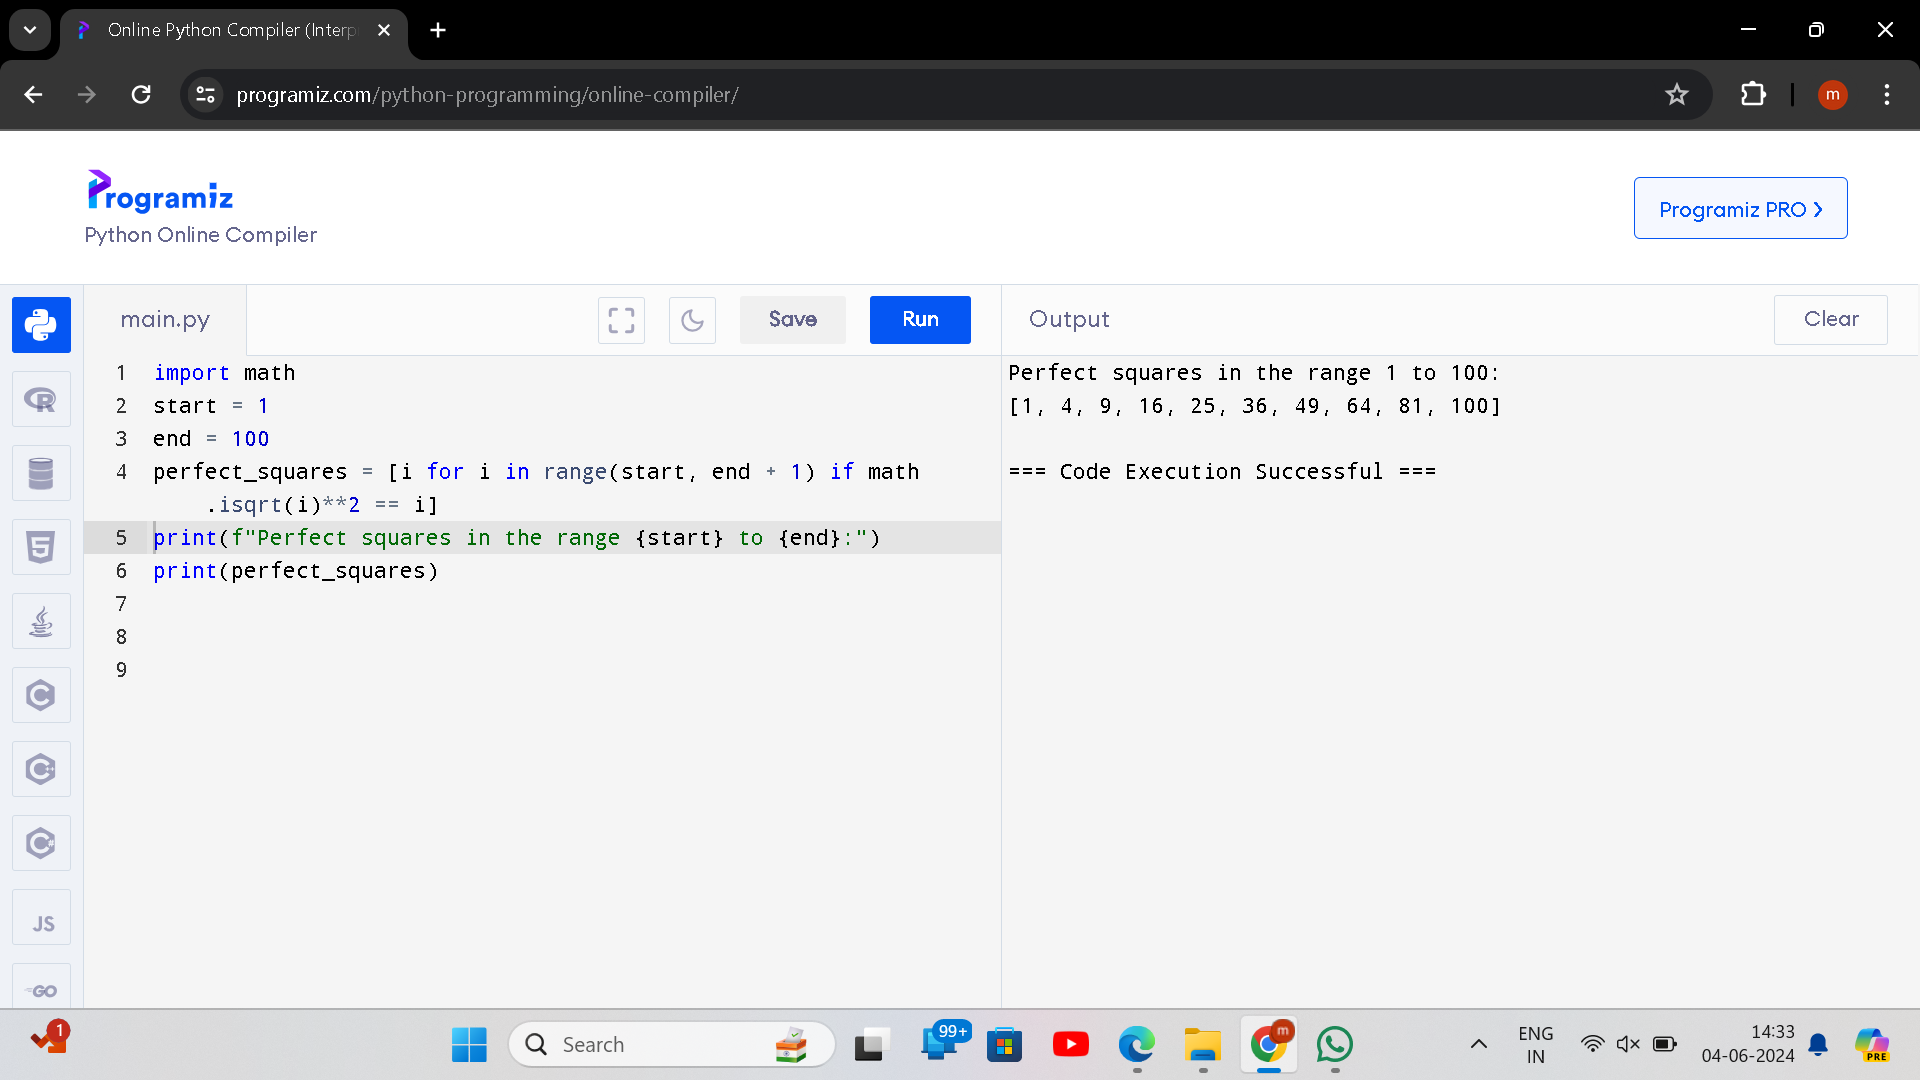 Online Python Compiler (Interp
programiz.com/python-programming/online-compiler/
m
Programiz
Python Online Compiler
Programiz PRO
main.py
Save
Run
Output
Clear
1 import math
2 start = 1
3 end = 100
4 perfect_squares = [i for i in range(start, end + 1) if math
.isqrt(i)**2 == i]
5 print(f"Perfect squares in the range {start} to {end}:")
6 print(perfect_squares)
7
8
9
Perfect squares in the range 1 to 100:
[1, 4, 9, 16, 25, 36, 49, 64, 81, 100]
=== Code Execution Successful ===
R
5
C
C++
C#
JS
GO
1
Search
99+
m
ENG
IN
14:33
04-06-2024
PRE